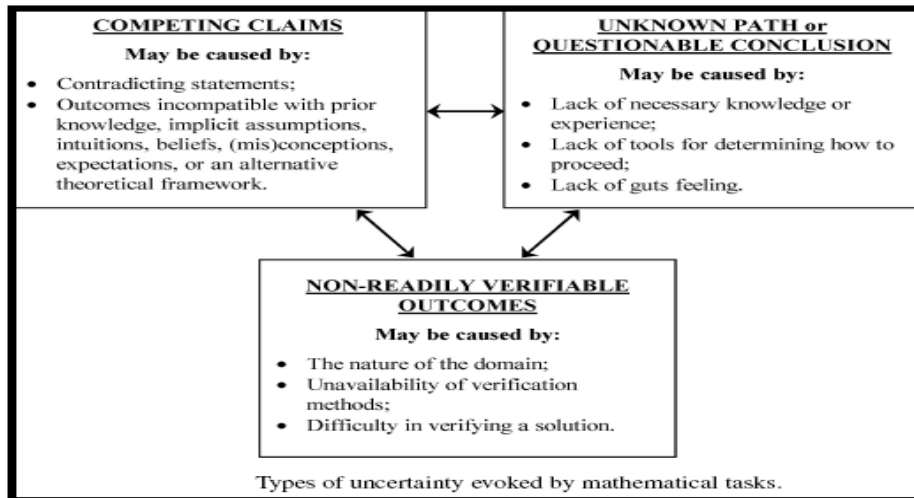 COMPETING CLAIMS
May be caused by:
• Contradicting statements;
• Outcomes incompatible with prior
knowledge, implicit assumptions,
intuitions, beliefs, (mis)conceptions,
expectations, or an alternative
theoretical framework.
UNKNOWN PATH or
QUESTIONABLE CONCLUSION
May be caused by:
• Lack of necessary knowledge or
experience;
• Lack of tools for determining how to
proceed;
• Lack of guts feeling.
NON-READILY VERIFIABLE
OUTCOMES
May be caused by:
• The nature of the domain;
• Unavailability of verification
methods;
• Difficulty in verifying a solution.
Types of uncertainty evoked by mathematical tasks.